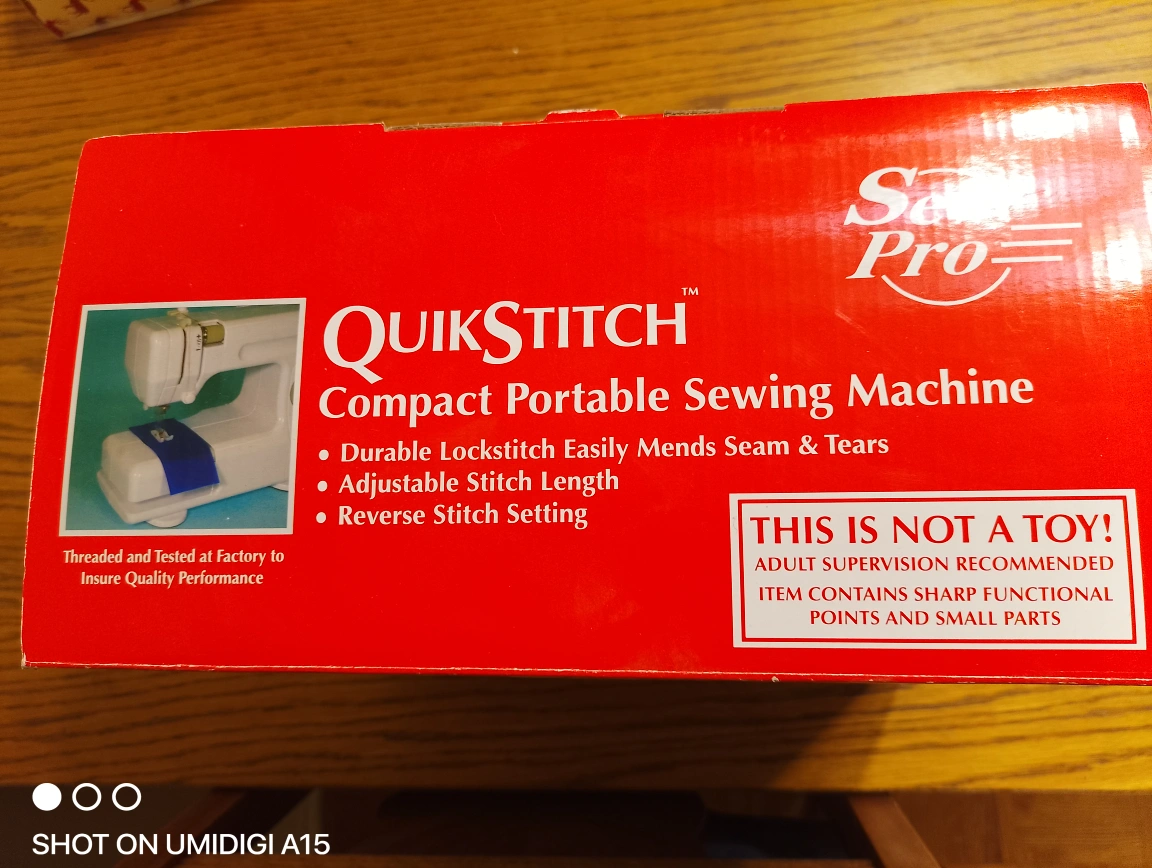 Pro
QUIKSTITCH™
Compact Portable Sewing Machine
• Durable Lockstitch Easily Mends Seam & Tears
• Adjustable Stitch Length
• Reverse Stitch Setting
Threaded and Tested at Factory to
Insure Quality Performance
THIS IS NOT A TOY!
ADULT SUPERVISION RECOMMENDED
ITEM CONTAINS SHARP FUNCTIONAL
POINTS AND SMALL PARTS
SHOT ON UMIDIGI A15